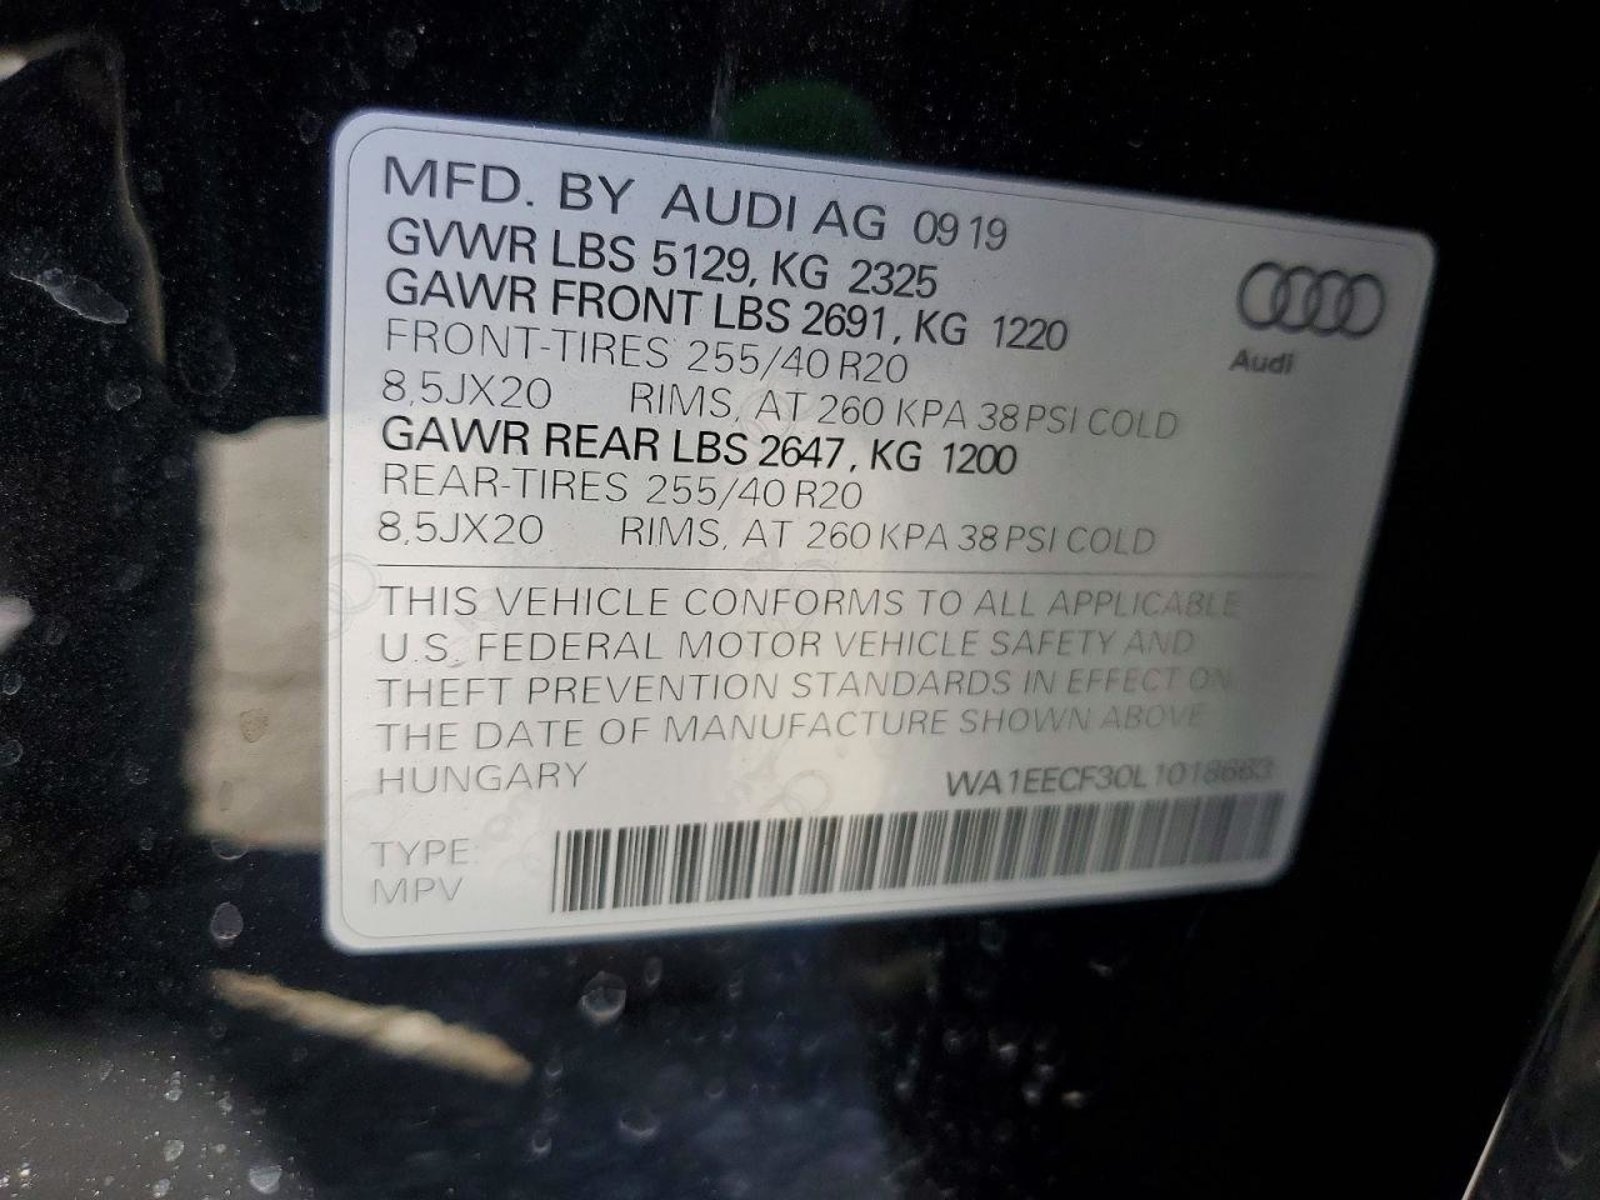 MFD. BY AUDI AG 0919
GVWR LBS 5129, KG 2325
GAWR FRONT LBS 2691, KG 1220
FRONT-TIRES 255/40 R20
8,5JX20 RIMS, AT 260 KPA 38 PSI COLD
GAWR REAR LBS 2647, KG 1200
REAR-TIRES 255/40 R20
8,5JX20 RIMS, AT 260 KPA 38 PSI COLD
Audi
THIS VEHICLE CONFORMS TO ALL APPLICABLE
U.S. FEDERAL MOTOR VEHICLE SAFETY AND
THEFT PREVENTION STANDARDS IN EFFECT ON
THE DATE OF MANUFACTURE SHOWN ABOVE
HUNGARY
TYPE:
MPV